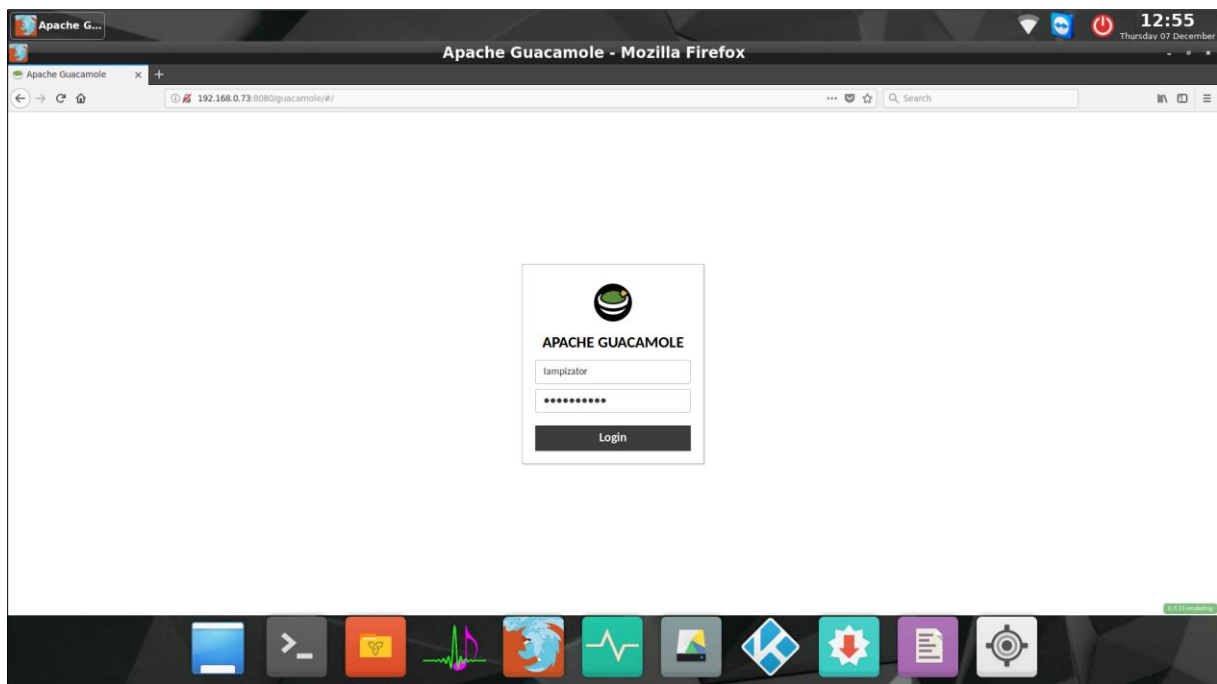 Apache G...
12:55
Thursday 07 December
Apache Guacamole - Mozilla Firefox
Apache Guacamole
192.168.0.73:8080/guacamole/#/
Search
APACHE GUACAMOLE
lampizator
Login